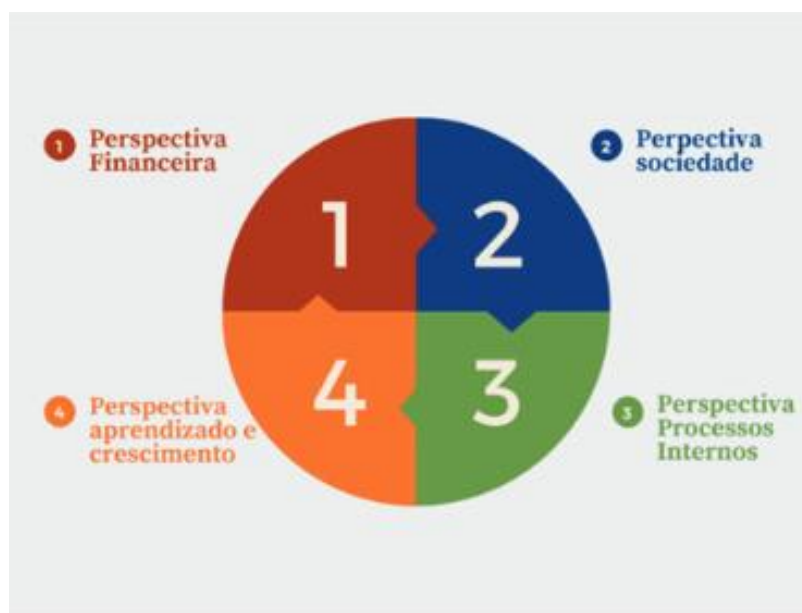 1 Perspectiva
Financeira
2 Perpectiva
sociedade
1
2
4
3
4 Perspectiva
aprendizado e
crescimento
3 Perspectiva
Processos
Internos